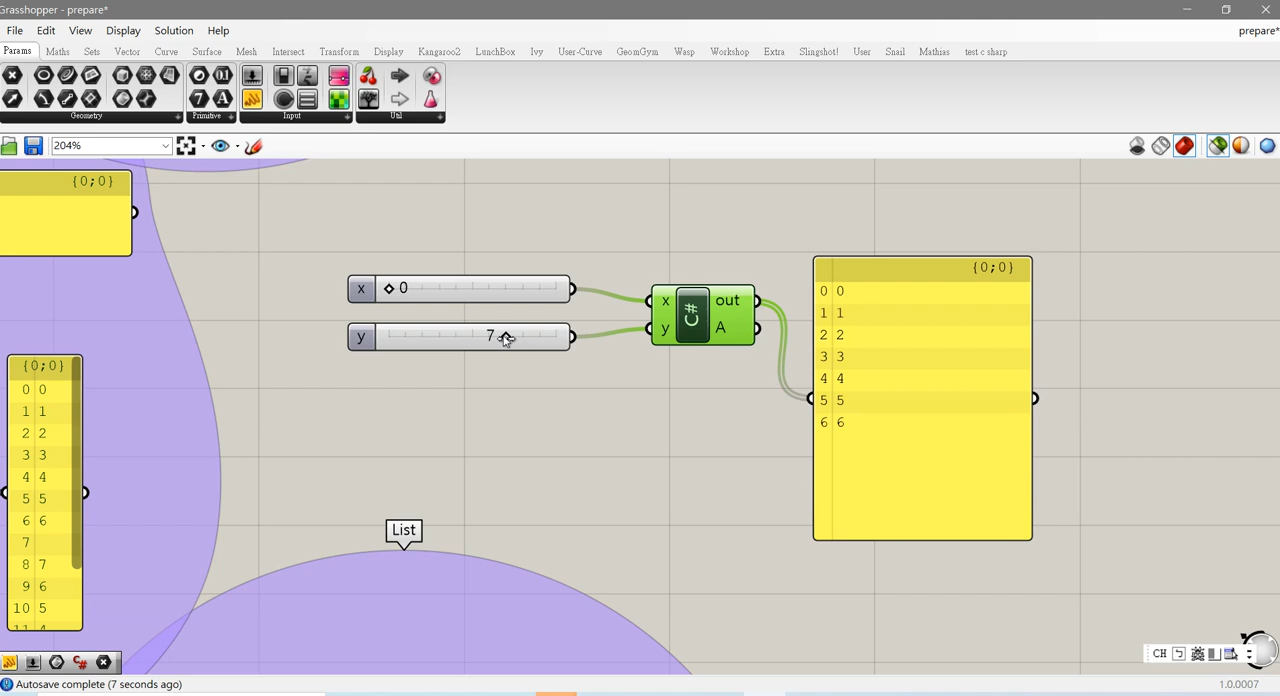 Grasshopper - prepare*
File Edit View Display Solution Help
prepare*
Params Maths Sets Vector Curve Surface Mesh Intersect Transform Display Kangaroo2 LunchBox Ivy User-Curve GeomGym Wasp Workshop Extra Slingshot! User Snail Mathias test c sharp
Geometry Primitive Input Util
204%
{0;0}
x 0
y 7
x
y
C#
out
A
{0;0}
0 0
1 1
2 2
3 3
4 4
5 5
6 6
{0;0}
0 0
1 1
2 2
3 3
4 4
5 5
6 6
7
8 7
9 6
10 5
11 4
List
CH
Autosave complete (7 seconds ago)
1.0.0007